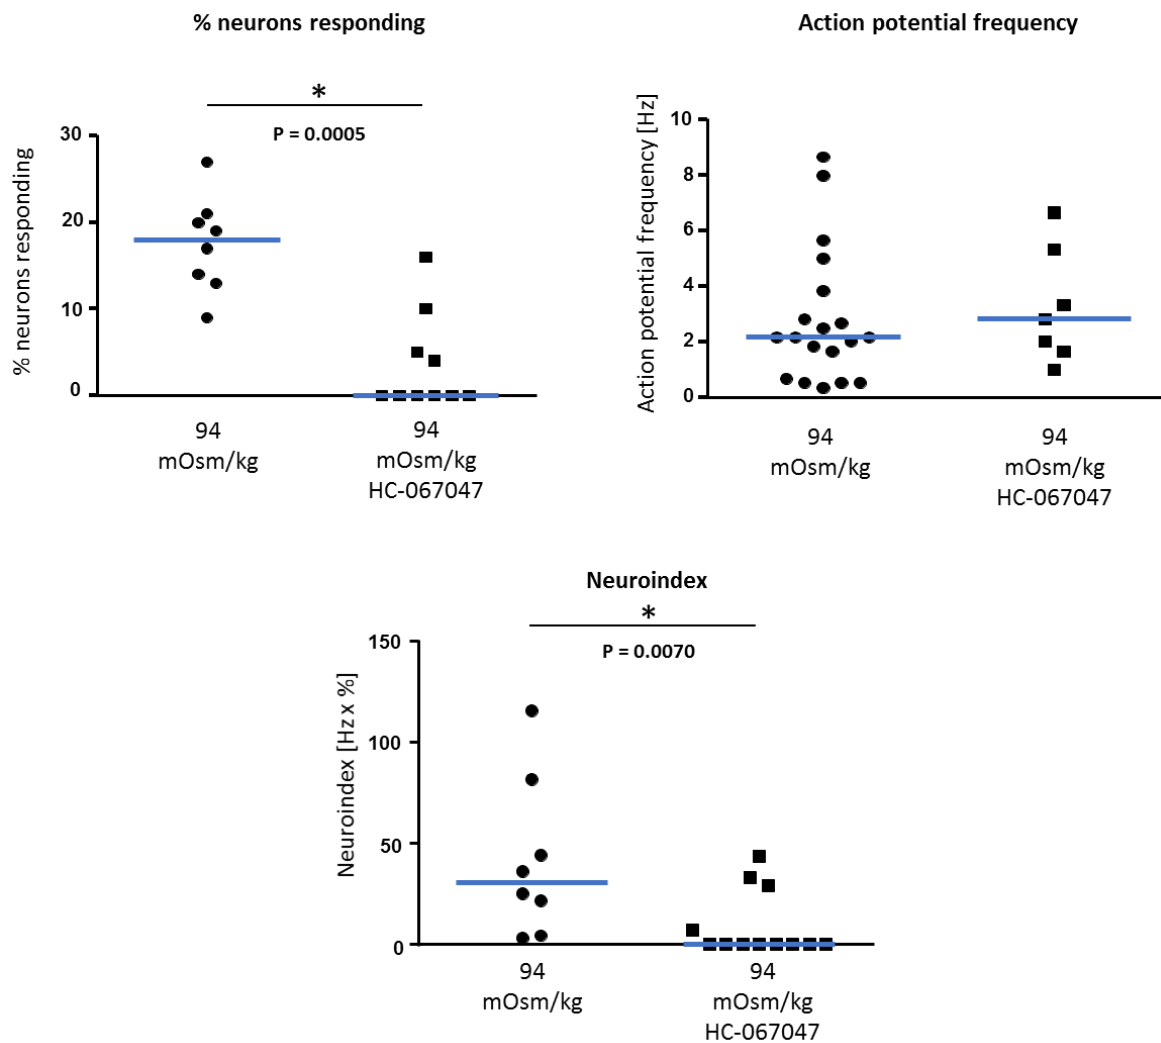 % neurons responding
*
P = 0.0005
% neurons responding
30
20
10
0
94
mOsm/kg
94
mOsm/kg
HC-067047
Action potential frequency
Action potential frequency [Hz]
10
8
6
4
2
0
94
mOsm/kg
94
mOsm/kg
HC-067047
Neuroindex
*
P = 0.0070
Neuroindex [Hz x %]
150
100
50
0
94
mOsm/kg
94
mOsm/kg
HC-067047